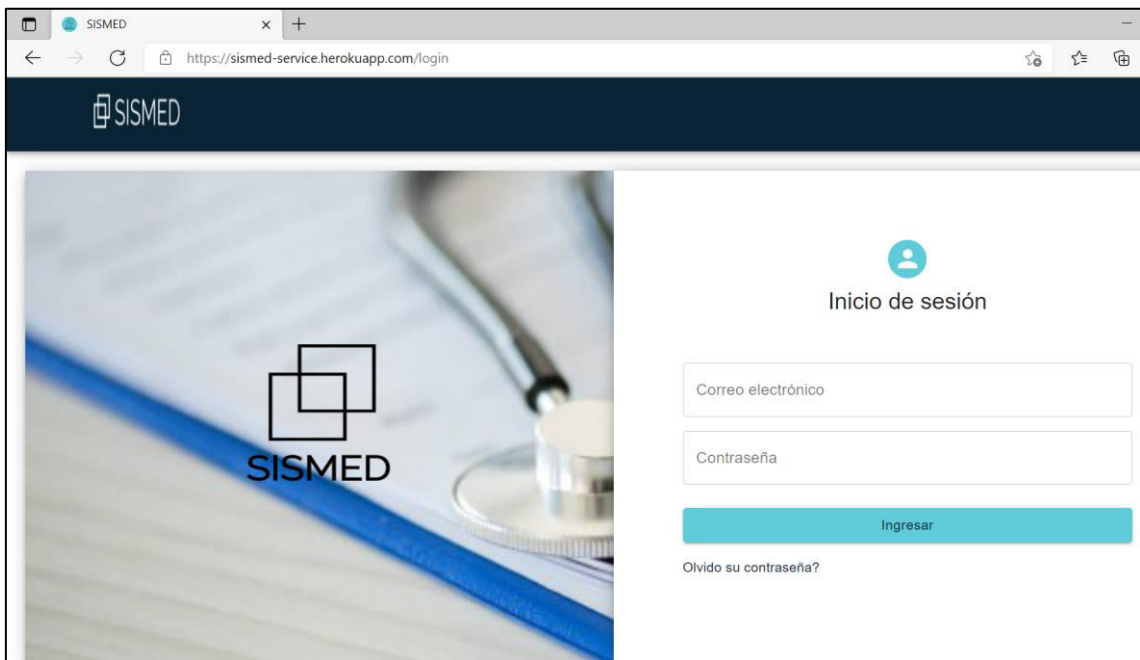 SISMED
https://sismed-service.herokuapp.com/login
SISMED
SISMED
Inicio de sesión
Correo electrónico
Contraseña
Ingresar
Olvido su contraseña?